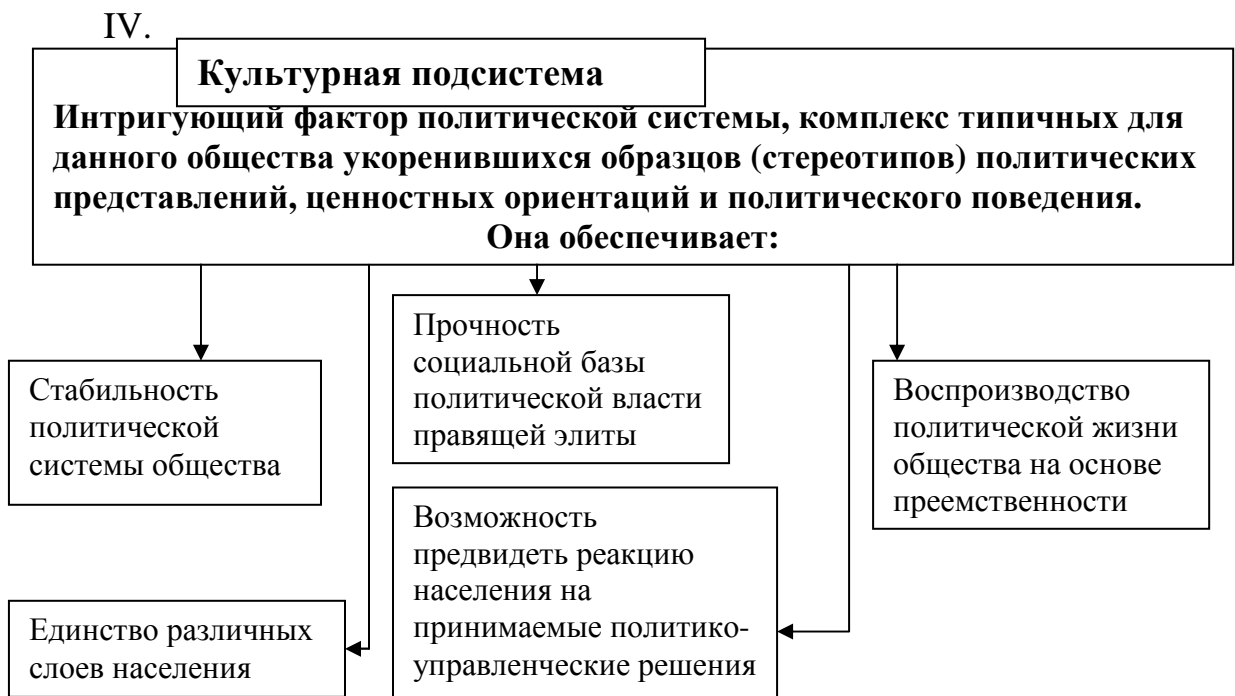 IV.
Культурная подсистема
Интригующий фактор политической системы, комплекс типичных для
данного общества укоренившихся образцов (стереотипов) политических
представлений, ценностных ориентаций и политического поведения.
Она обеспечивает:
Стабильность
политической
системы общества
Прочность
социальной базы
политической власти
правящей элиты
Воспроизводство
политической жизни
общества на основе
преемственности
Единство различных
слоев населения
Возможность
предвидеть реакцию
населения на
принимаемые политико-
управленческие решения